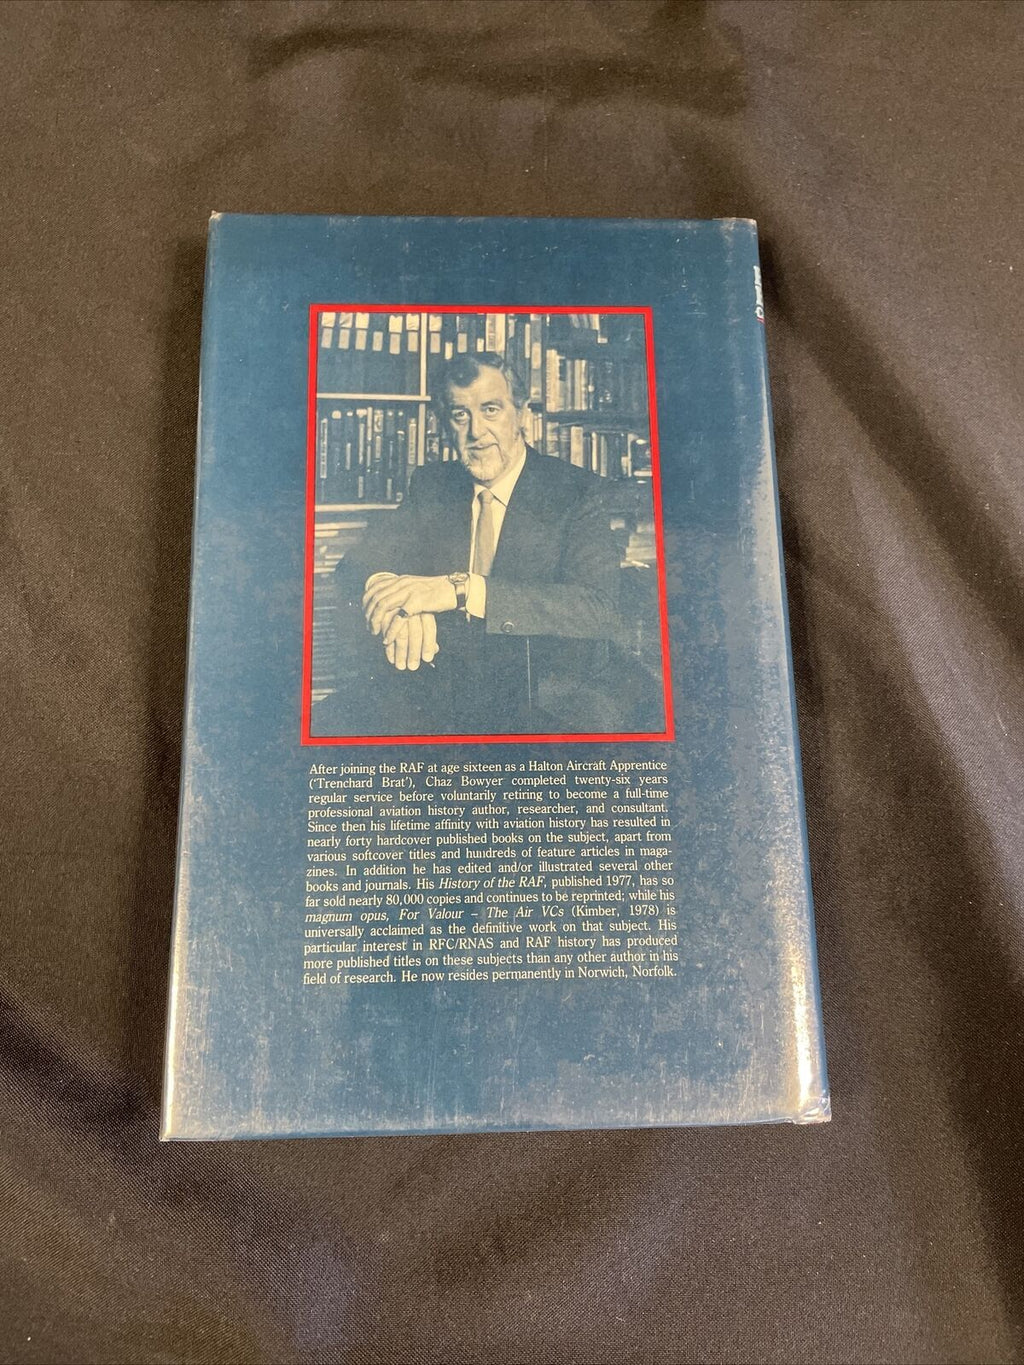 After joining the RAF at age sixteen as a Halton Aircraft Apprentice
('Trenchard Brat'), Chaz Bowyer completed twenty-six years
regular service before voluntarily retiring to become a full-time
professional aviation history author, researcher, and consultant.
Since then his lifetime affinity with aviation history has resulted in
nearly forty hardcover published books on the subject, apart from
various softcover titles and hundreds of feature articles in maga-
zines. In addition he has edited and/or illustrated several other
books and journals. His History of the RAF, published 1977, has so
far sold nearly 80,000 copies and continues to be reprinted; while his
magnum opus, For Valour – The Air VCs (Kimber, 1978) is
universally acclaimed as the definitive work on that subject. His
particular interest in RFC/RNAS and RAF history has produced
more published titles on these subjects than any other author in his
field of research. He now resides permanently in Norwich, Norfolk.